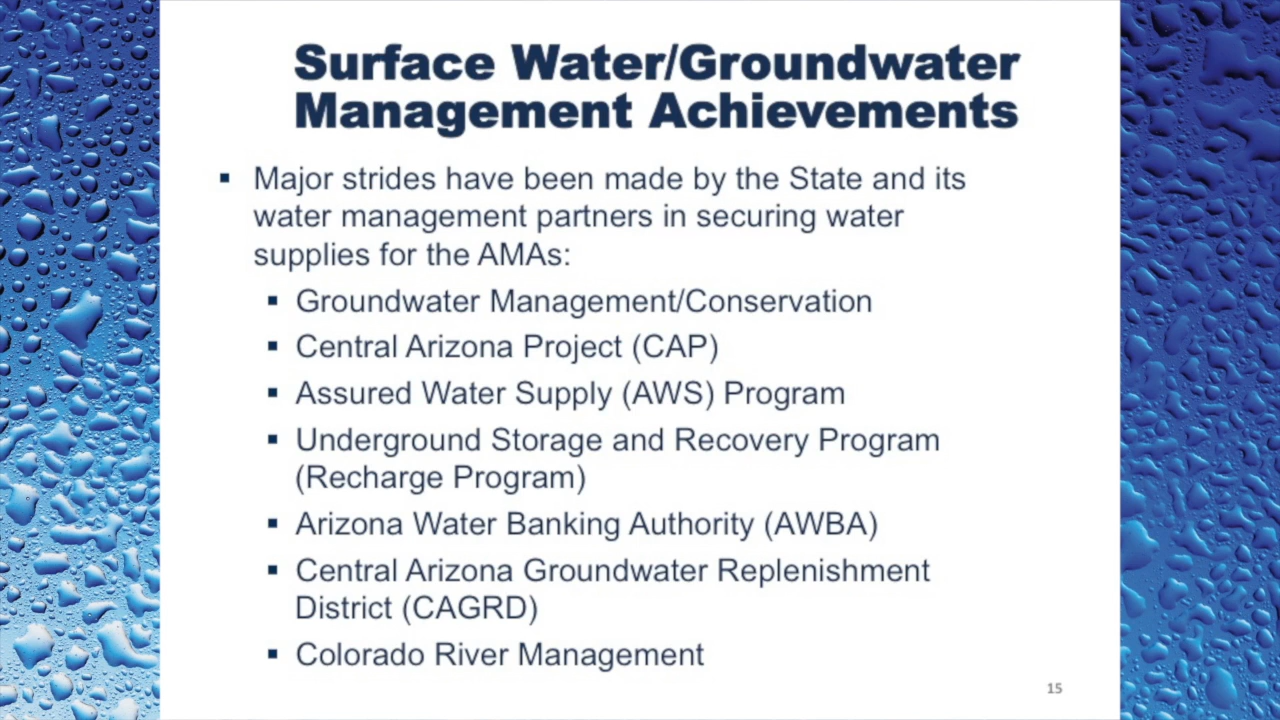 Surface Water/Groundwater
Management Achievements
▪ Major strides have been made by the State and its
water management partners in securing water
supplies for the AMAs:
▪ Groundwater Management/Conservation
▪ Central Arizona Project (CAP)
▪ Assured Water Supply (AWS) Program
▪ Underground Storage and Recovery Program
(Recharge Program)
▪ Arizona Water Banking Authority (AWBA)
▪ Central Arizona Groundwater Replenishment
District (CAGRD)
▪ Colorado River Management
15